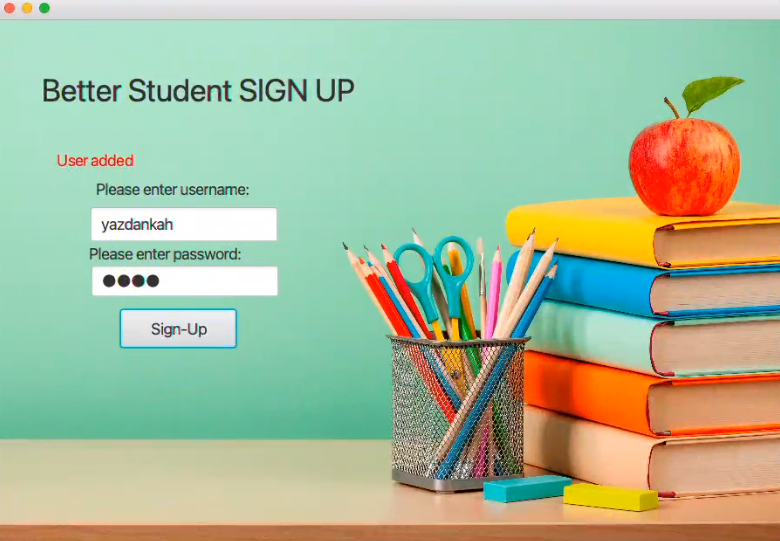 Better Student SIGN UP
User added
Please enter username:
yazdankah
Please enter password:
●●●●
Sign-Up